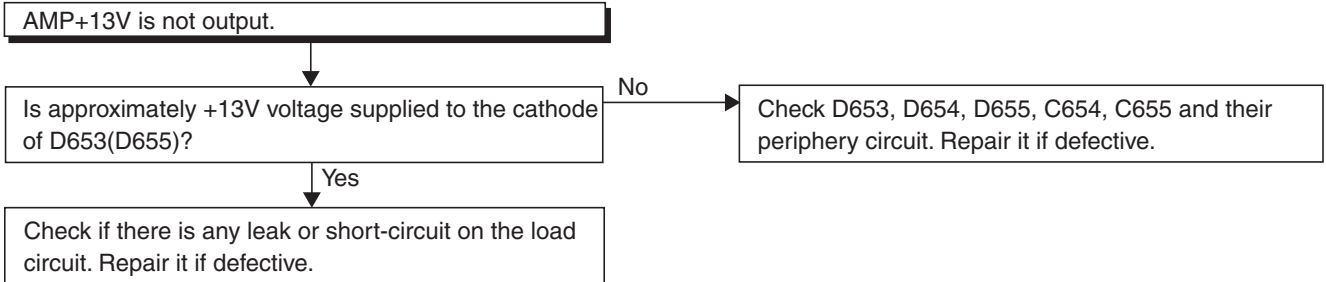 AMP+13V is not output.
Is approximately +13V voltage supplied to the cathode
of D653(D655)?
No
Check D653, D654, D655, C654, C655 and their
periphery circuit. Repair it if defective.
Yes
Check if there is any leak or short-circuit on the load
circuit. Repair it if defective.